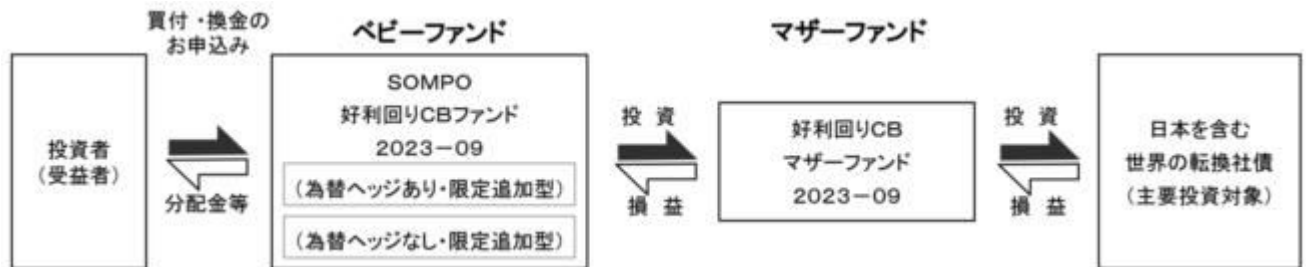 買付・換金の
お申込み
ベビーファンド
マザーファンド
投資者
(受益者)
分配金等
SOMPO
好利回りCBファンド
2023－09
(為替ヘッジあり・限定追加型)
(為替ヘッジなし・限定追加型)
投 資
損 益
好利回りCB
マザーファンド
2023－09
投 資
損 益
日本を含む
世界の転換社債
(主要投資対象)